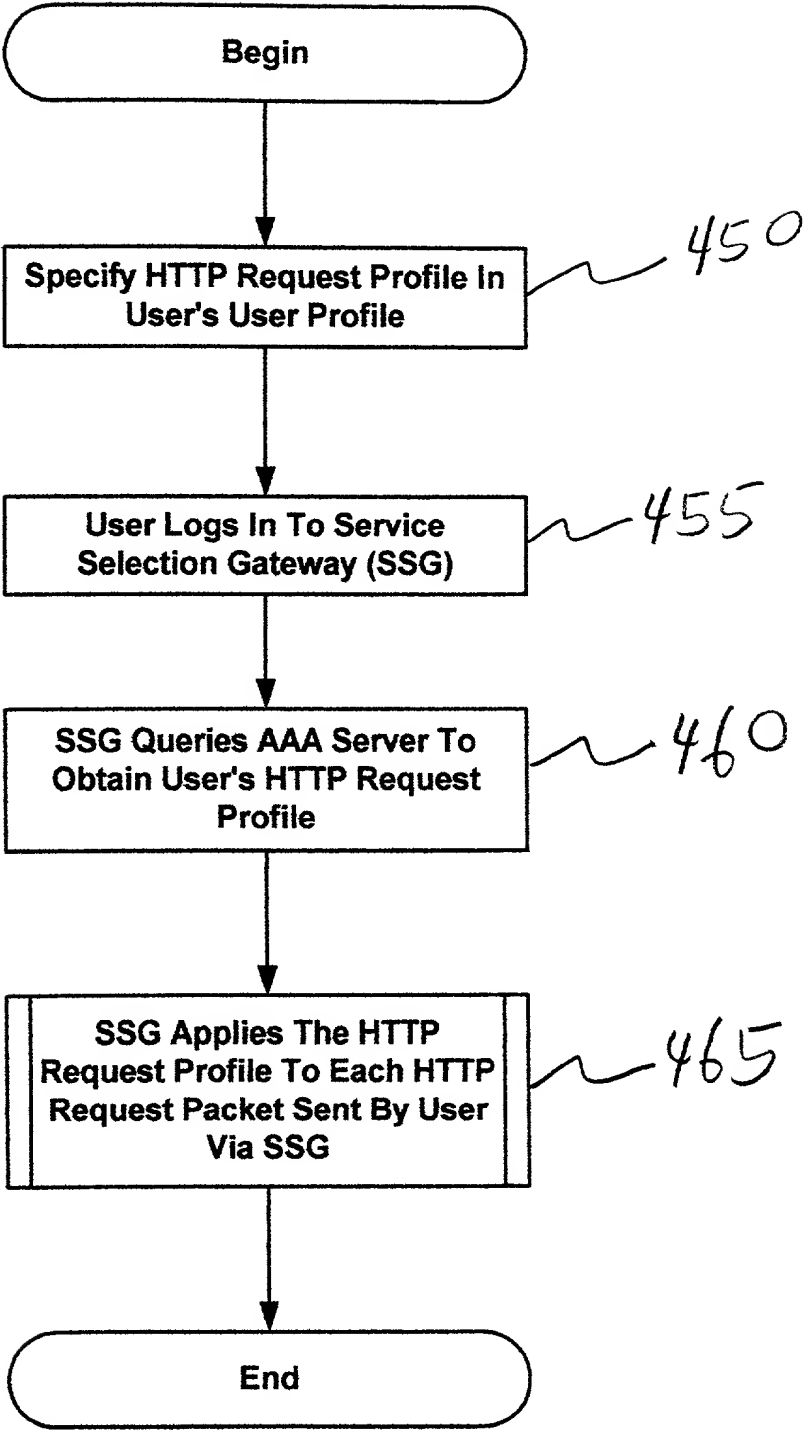 Begin
450
Specify HTTP Request Profile In
User's User Profile
455
User Logs In To Service
Selection Gateway (SSG)
460
SSG Queries AAA Server To
Obtain User's HTTP Request
Profile
465
SSG Applies The HTTP
Request Profile To Each HTTP
Request Packet Sent By User
Via SSG
End